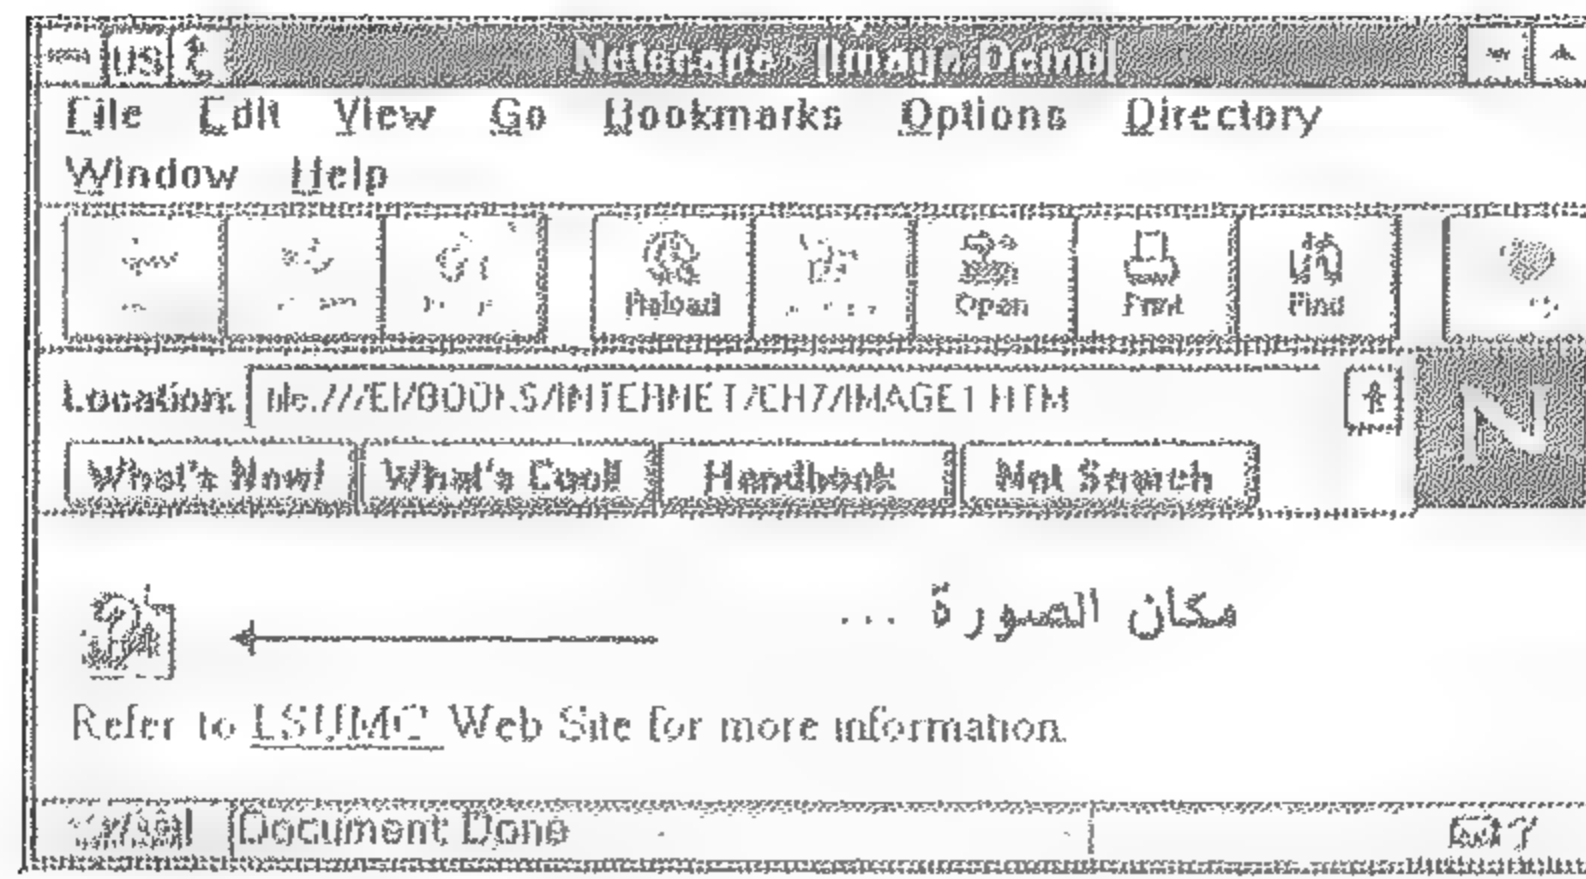 US
Netscape - [Image Demo]
File Edit View Go Bookmarks Options Directory
Window Help
Reload Open Print Find
Location: file:///E|/BOOKS/INTERNET/CH7/IMAGE1.HTM
N
What's New! What's Cool! Handbook Net Search
مكان الصورة ...
Refer to LSUMC Web Site for more information.
Document: Done